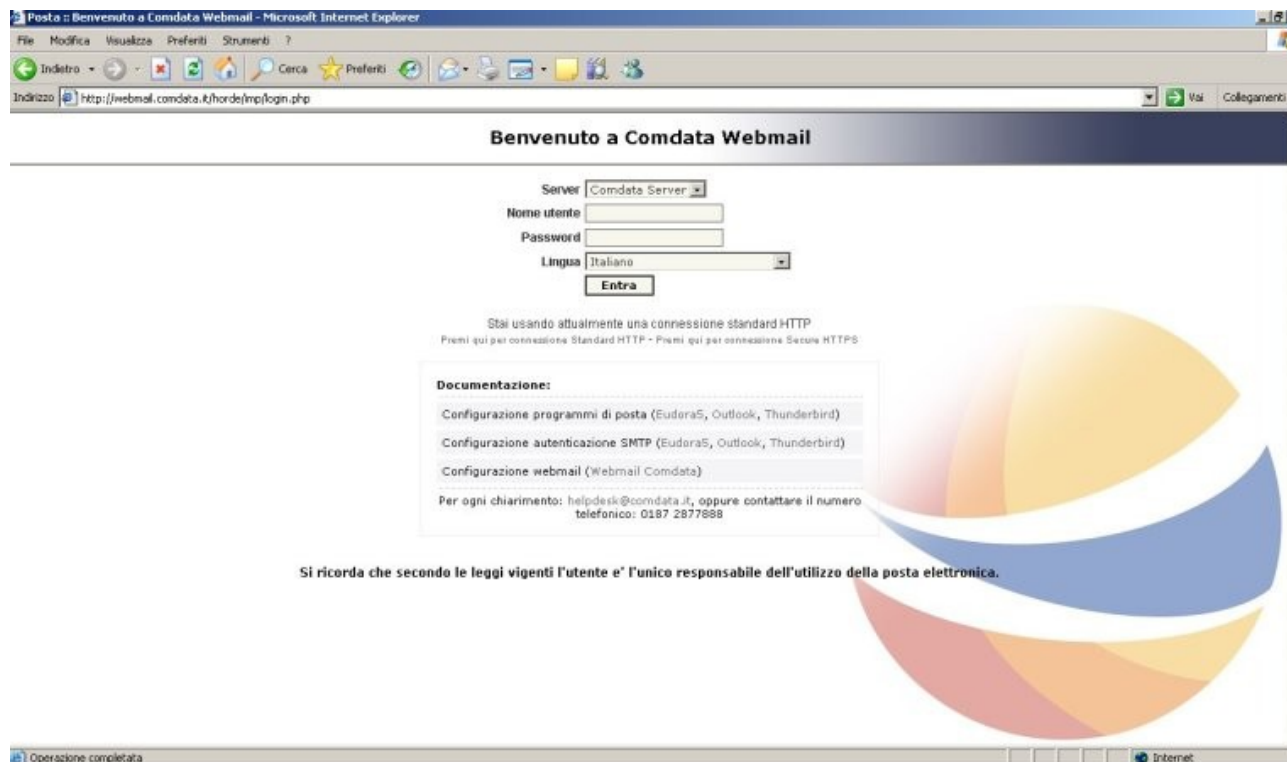 Posta :: Benvenuto a Comdata Webmail - Microsoft Internet Explorer
File Modifica Visualizza Preferiti Strumenti ?
Indietro Cerca Preferiti
Indirizzo http://webmail.comdata.it/horde/imp/login.php Vai Collegamenti
Benvenuto a Comdata Webmail
Server Comdata Server
Nome utente
Password
Lingua Italiano
Entra
Stai usando attualmente una connessione standard HTTP
Premi qui per connessione Standard HTTP - Premi qui per connessione Secure HTTPS
Documentazione:
Configurazione programmi di posta (Eudora5, Outlook, Thunderbird)
Configurazione autenticazione SMTP (Eudora5, Outlook, Thunderbird)
Configurazione webmail (Webmail Comdata)
Per ogni chiarimento: helpdesk@comdata.it, oppure contattare il numero
telefonico: 0187 2877888
Si ricorda che secondo le leggi vigenti l'utente e' l'unico responsabile dell'utilizzo della posta elettronica.
Operazione completata Internet